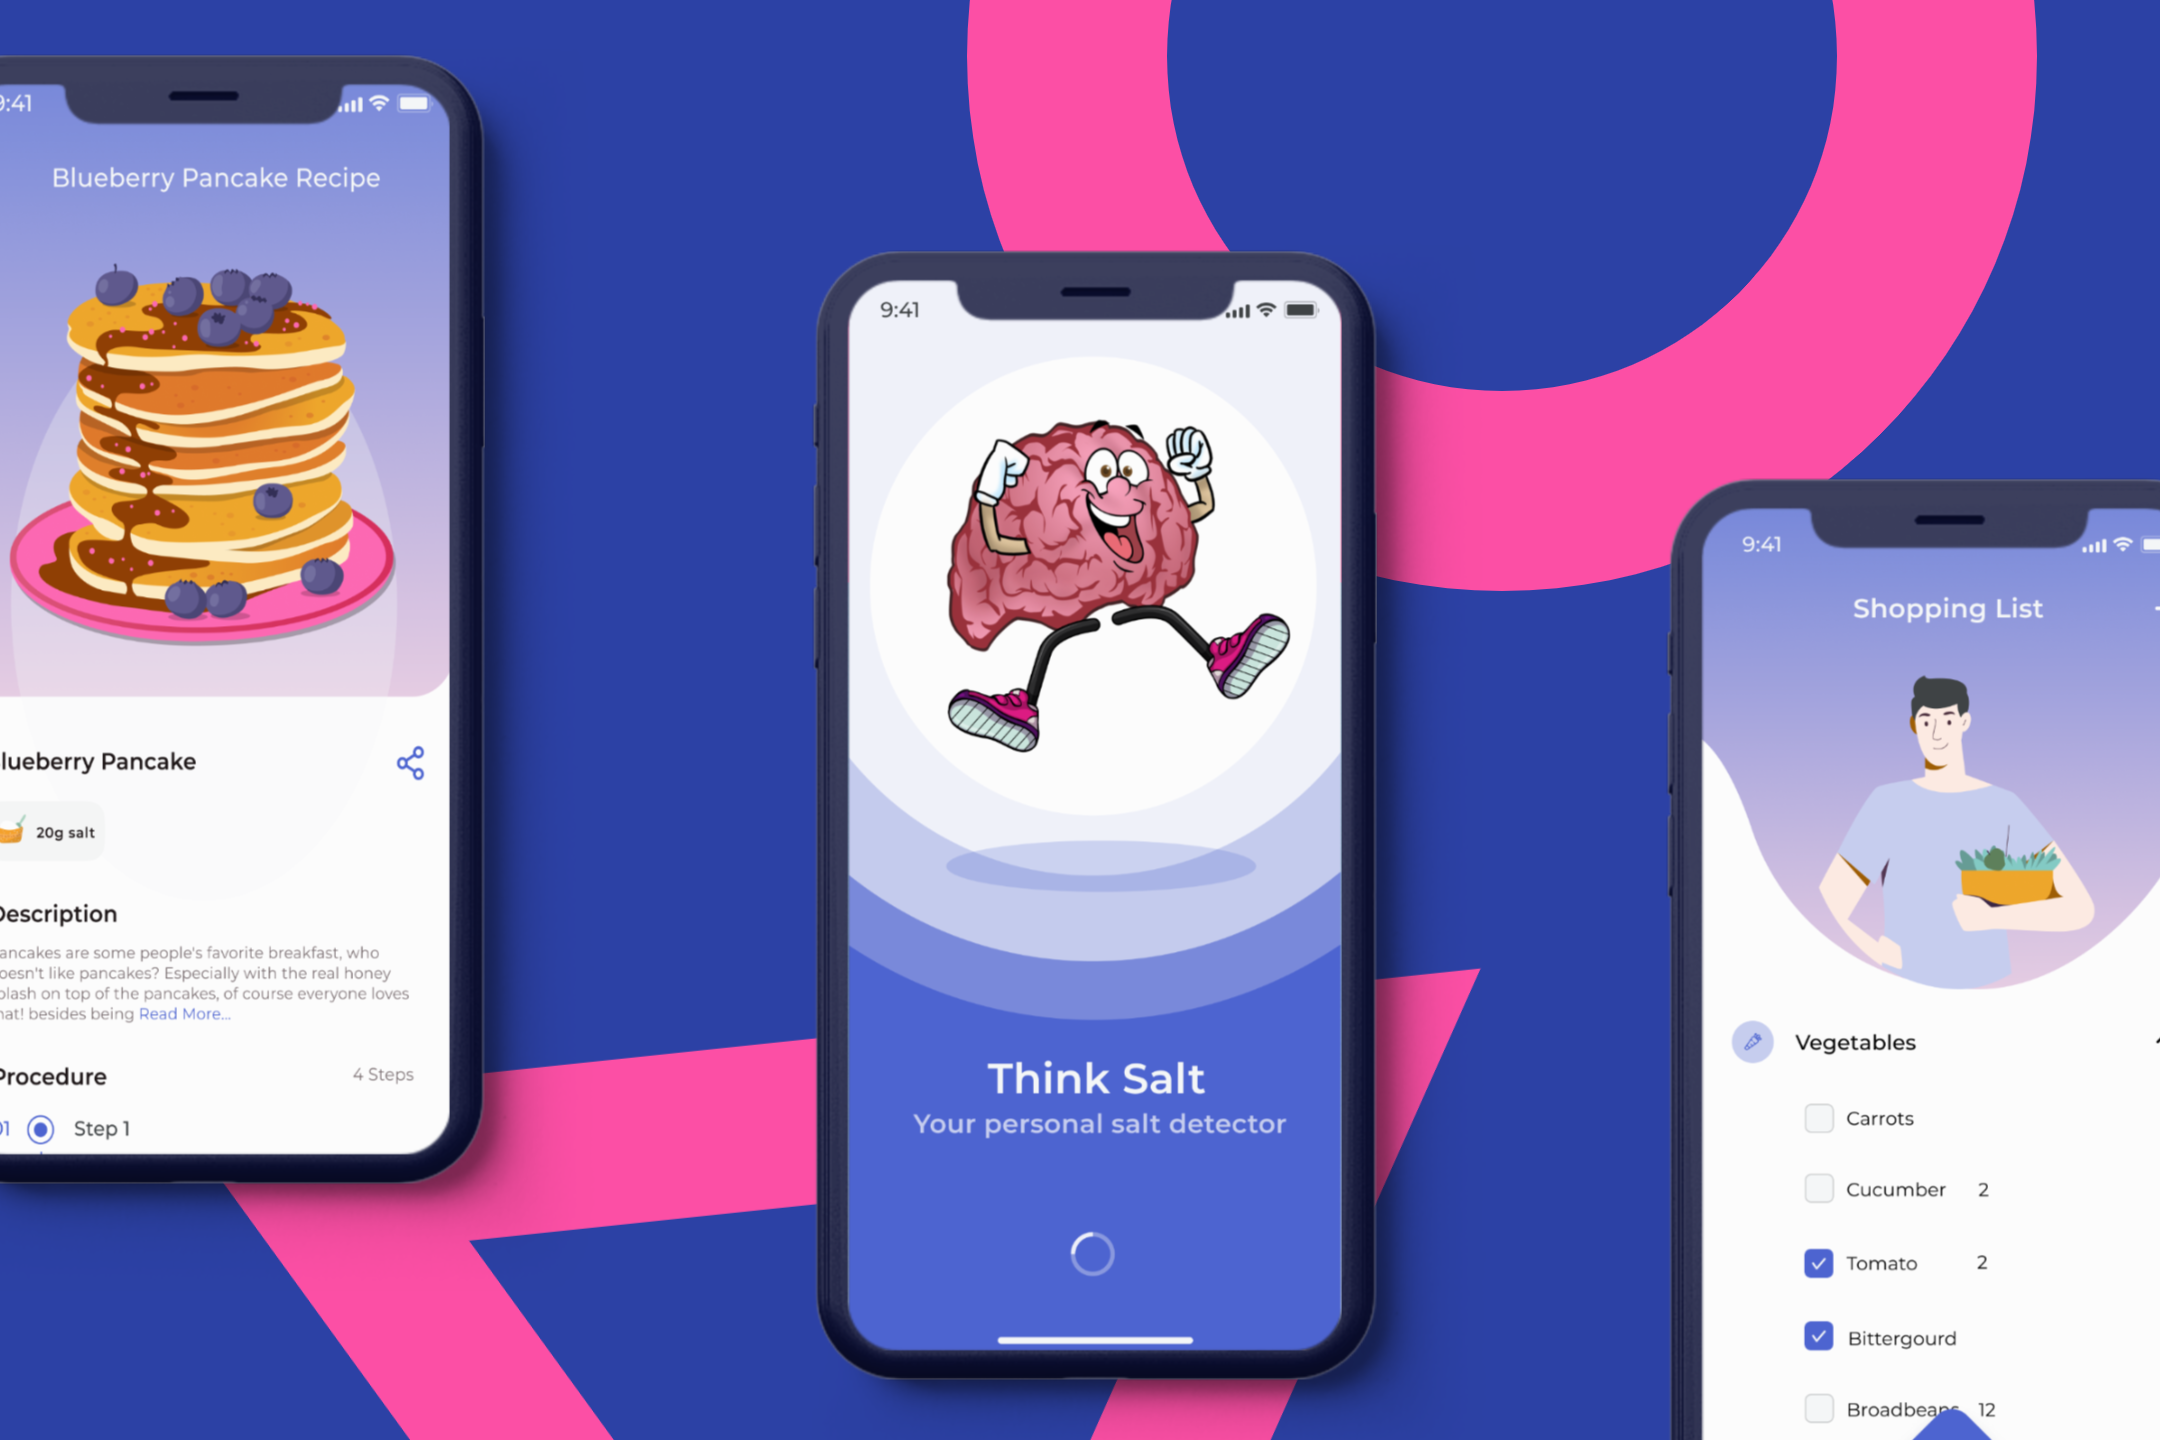 9:41
Blueberry Pancake Recipe
lueberry Pancake
20g salt
Description
ancakes are some people's favorite breakfast, who
oesn't like pancakes? Especially with the real honey
plash on top of the pancakes, of course everyone loves
hat! besides being Read More...
Procedure
4 Steps
01
Step 1
9:41
Think Salt
Your personal salt detector
9:41
Shopping List
Vegetables
Carrots
Cucumber 2
Tomato 2
Bittergourd
Broadbeans 12